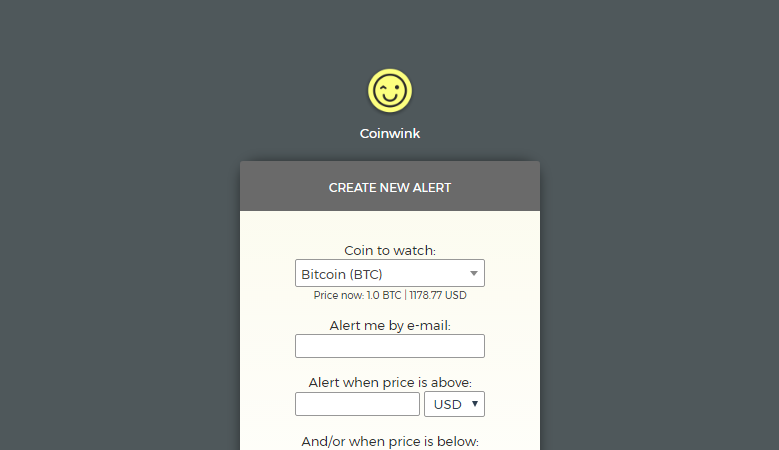 Coinwink
CREATE NEW ALERT
Coin to watch:
Bitcoin (BTC)
Price now: 1.0 BTC | 1178.77 USD
Alert me by e-mail:
Alert when price is above:
USD
And/or when price is below: